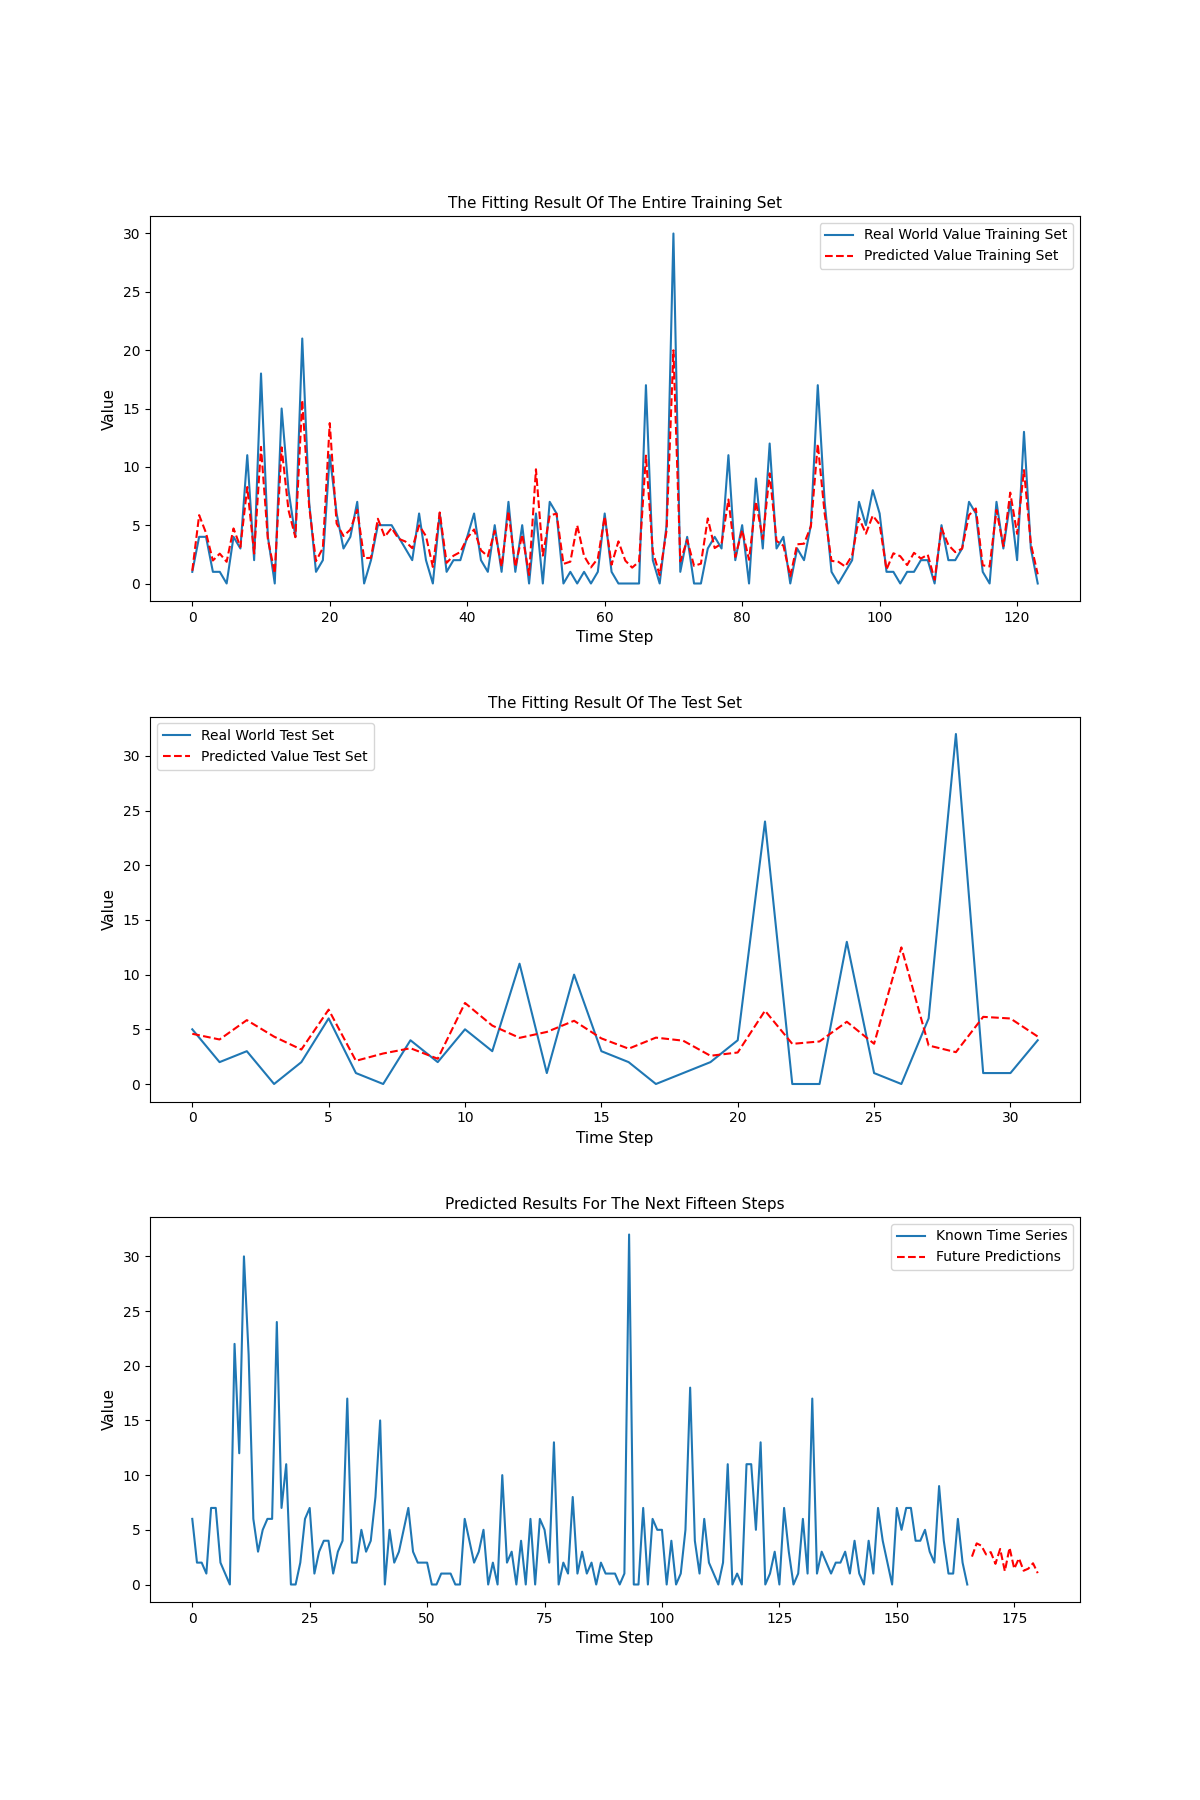 The Fitting Result Of The Entire Training Set
Real World Value Training Set
Predicted Value Training Set
30
25
20
15
10
5
0
Value
0 20 40 60 80 100 120
Time Step
The Fitting Result Of The Test Set
Real World Test Set
Predicted Value Test Set
30
25
20
15
10
5
0
Value
0 5 10 15 20 25 30
Time Step
Predicted Results For The Next Fifteen Steps
Known Time Series
Future Predictions
30
25
20
15
10
5
0
Value
0 25 50 75 100 125 150 175
Time Step